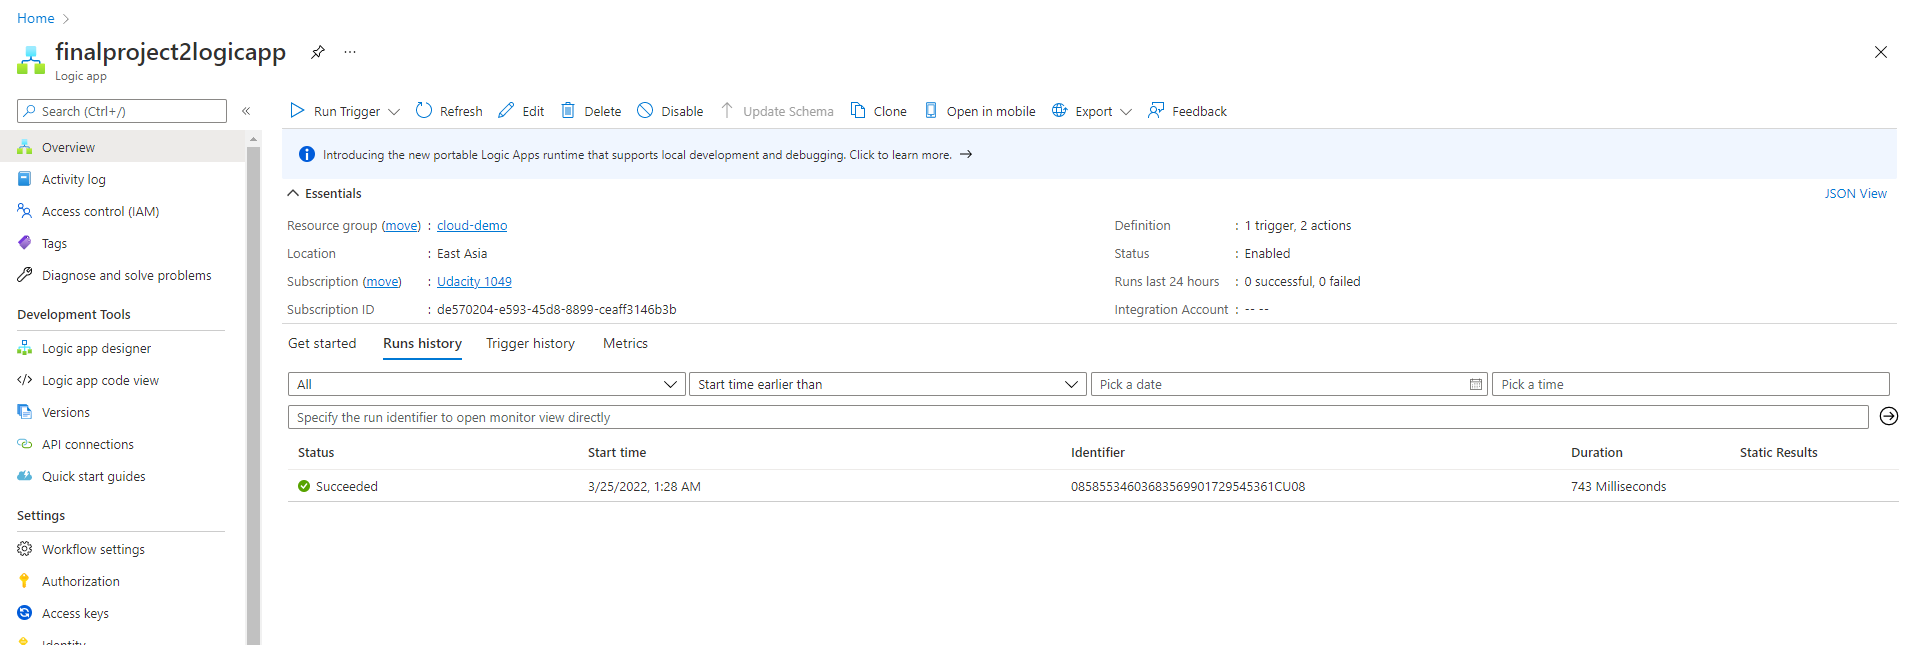 Home
finalproject2logicapp
Logic app
Search (Ctrl+/)
Overview
Activity log
Access control (IAM)
Tags
Diagnose and solve problems
Development Tools
Logic app designer
Logic app code view
Versions
API connections
Quick start guides
Settings
Workflow settings
Authorization
Access keys
Identity
Run Trigger Refresh Edit Delete Disable Update Schema Clone Open in mobile Export Feedback
Introducing the new portable Logic Apps runtime that supports local development and debugging. Click to learn more.
Essentials JSON View
Resource group (move) : cloud-demo
Location : East Asia
Subscription (move) : Udacity 1049
Subscription ID : de570204-e593-45d8-8899-ceaff3146b3b
Definition : 1 trigger, 2 actions
Status : Enabled
Runs last 24 hours : 0 successful, 0 failed
Integration Account : -- --
Get started Runs history Trigger history Metrics
All Start time earlier than Pick a date Pick a time
Specify the run identifier to open monitor view directly
Status Start time Identifier Duration Static Results
Succeeded 3/25/2022, 1:28 AM 08585534603683569901729545361CU08 743 Milliseconds